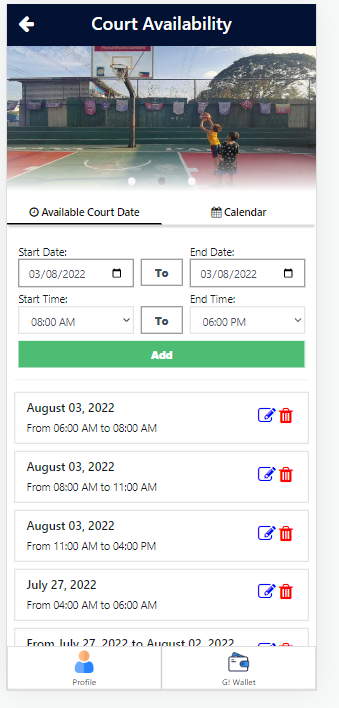 Court Availability
Available Court Date
Calendar
Start Date:
End Date:
03/08/2022
To
03/08/2022
Start Time:
End Time:
08:00 AM
To
06:00 PM
Add
August 03, 2022
From 06:00 AM to 08:00 AM
August 03, 2022
From 08:00 AM to 11:00 AM
August 03, 2022
From 11:00 AM to 04:00 PM
July 27, 2022
From 04:00 AM to 06:00 AM
From July 27, 2022 to August 02, 2022
Profile
G! Wallet